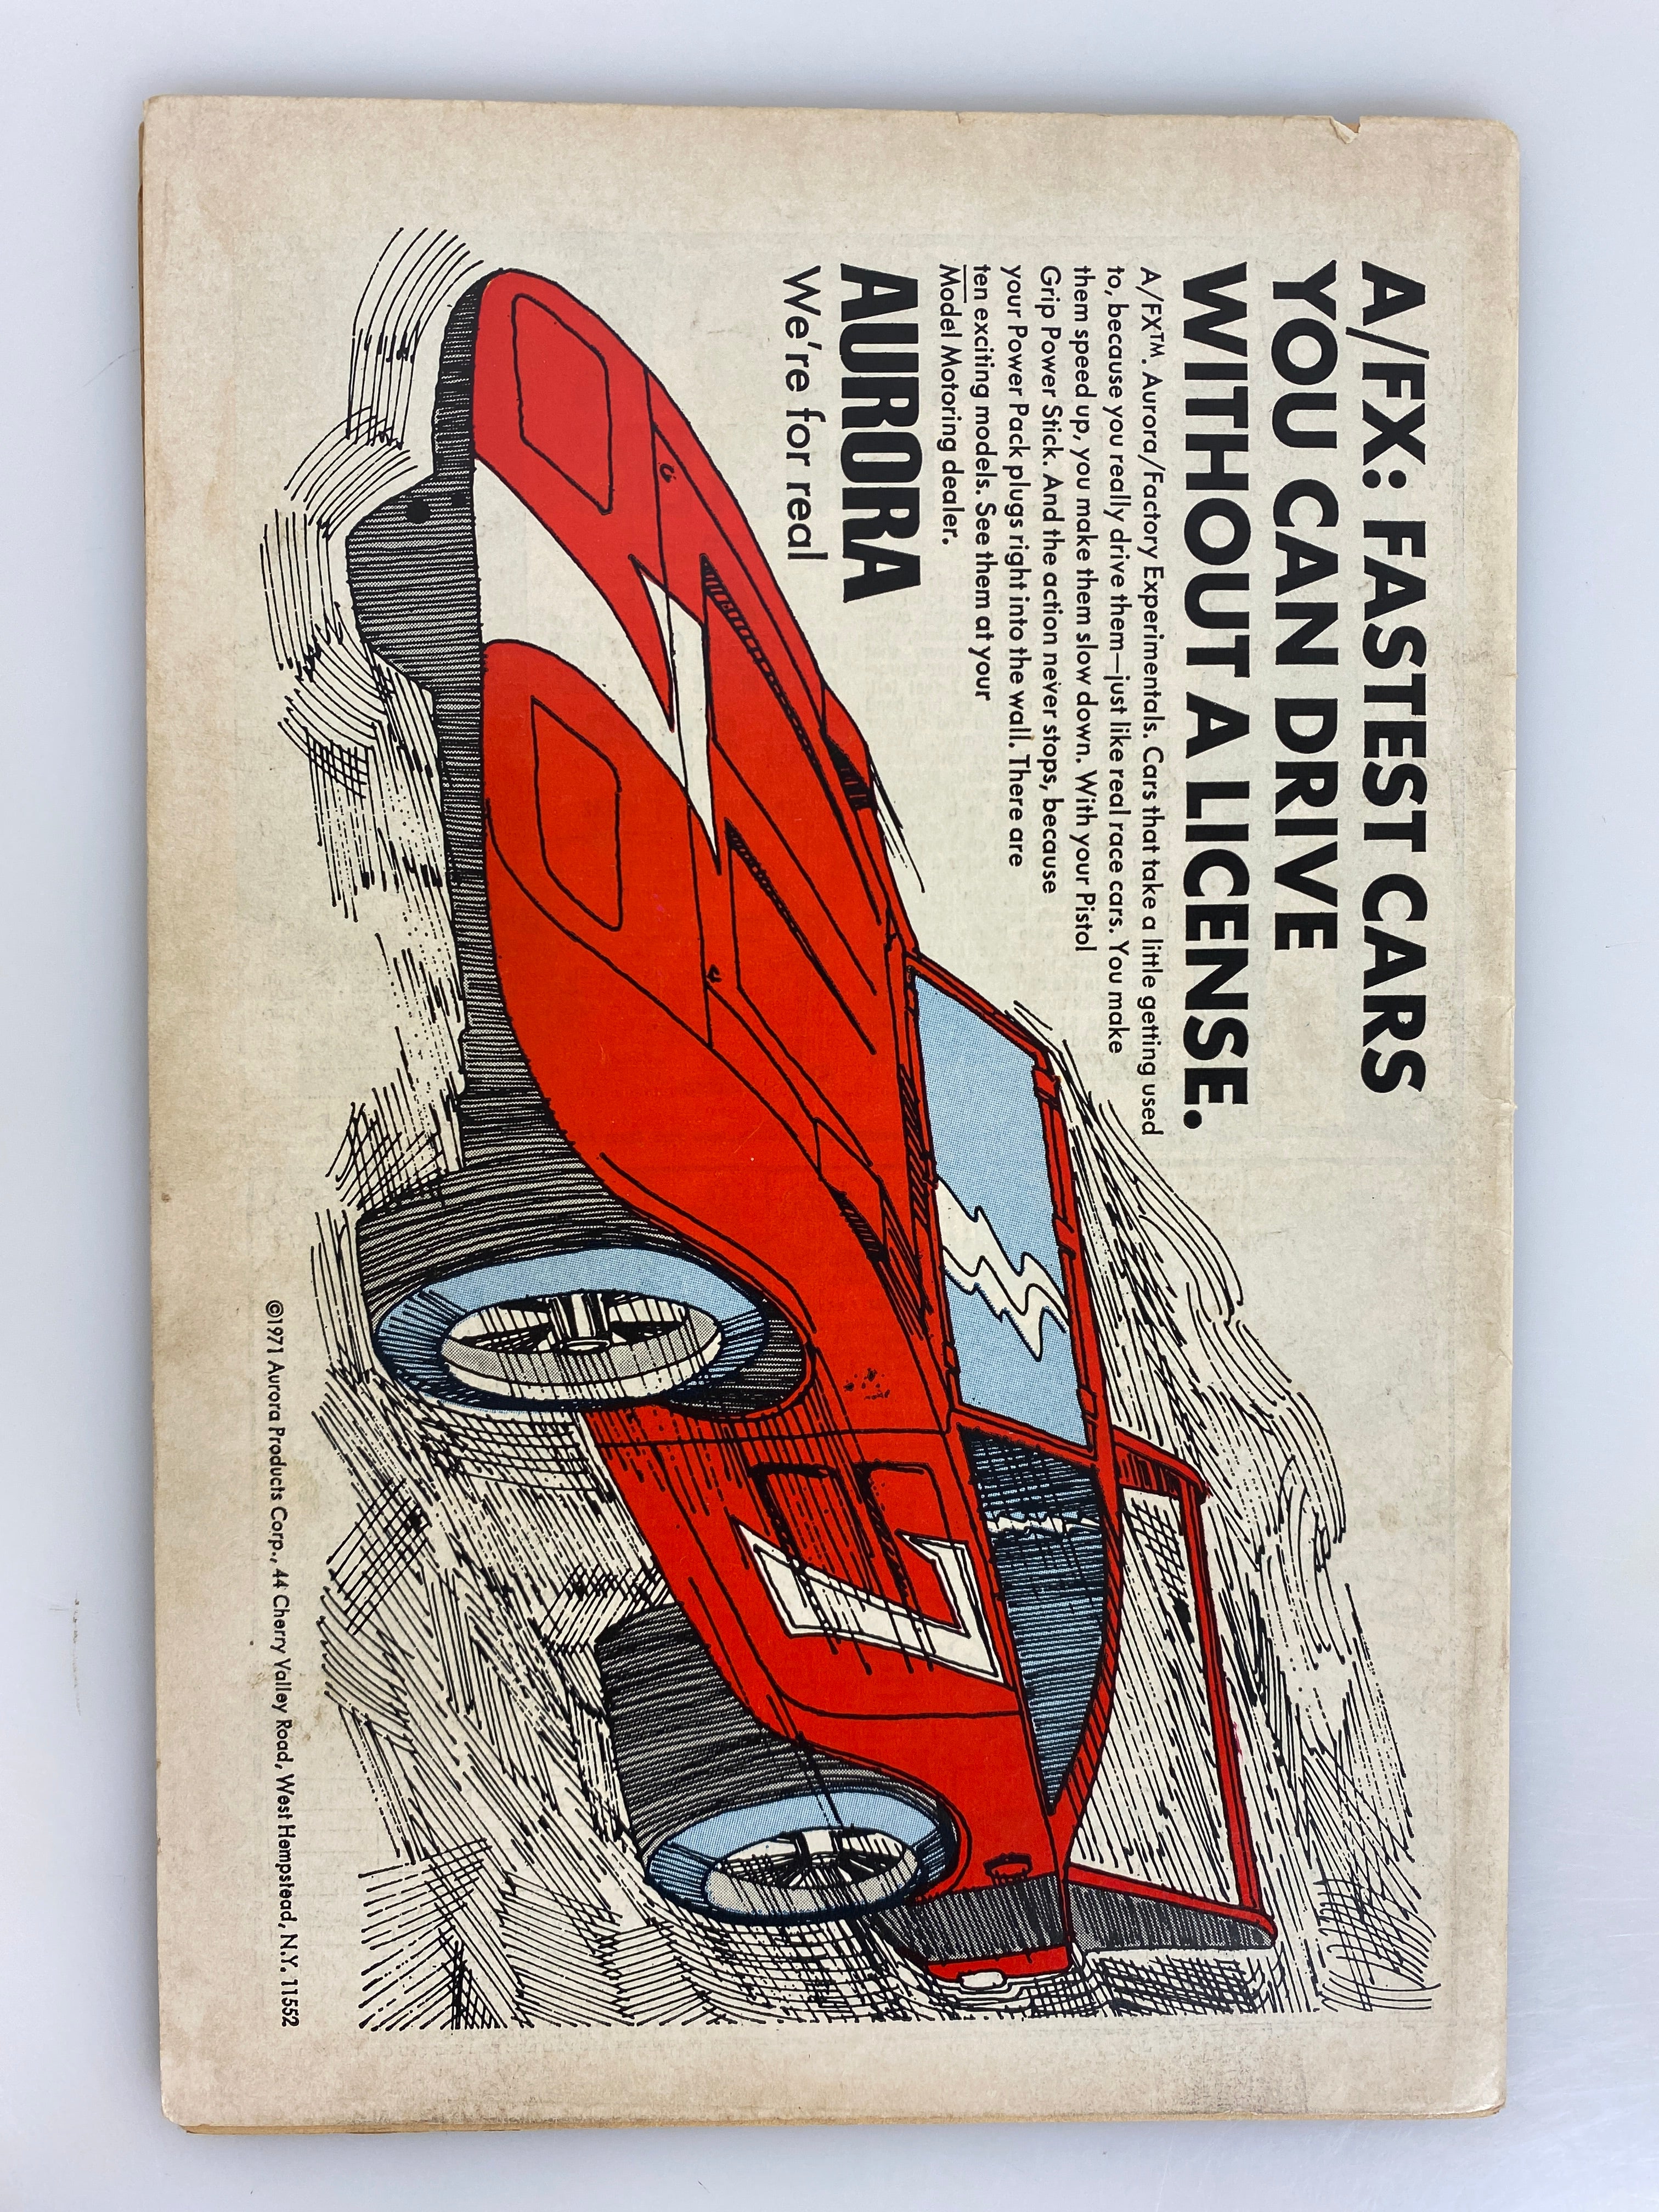 A/FX: FASTEST CARS
YOU CAN DRIVE
WITHOUT A LICENSE.
A/FX™. Aurora/Factory Experimentals. Cars that take a little getting used
to, because you really drive them—just like real race cars. You make
them speed up, you make them slow down. With your Pistol
Grip Power Stick. And the action never stops, because
your Power Pack plugs right into the wall. There are
ten exciting models. See them at your
Model Motoring dealer.
AURORA
We're for real
©1971 Aurora Products Corp., 44 Cherry Valley Road, West Hempstead, N.Y. 11552